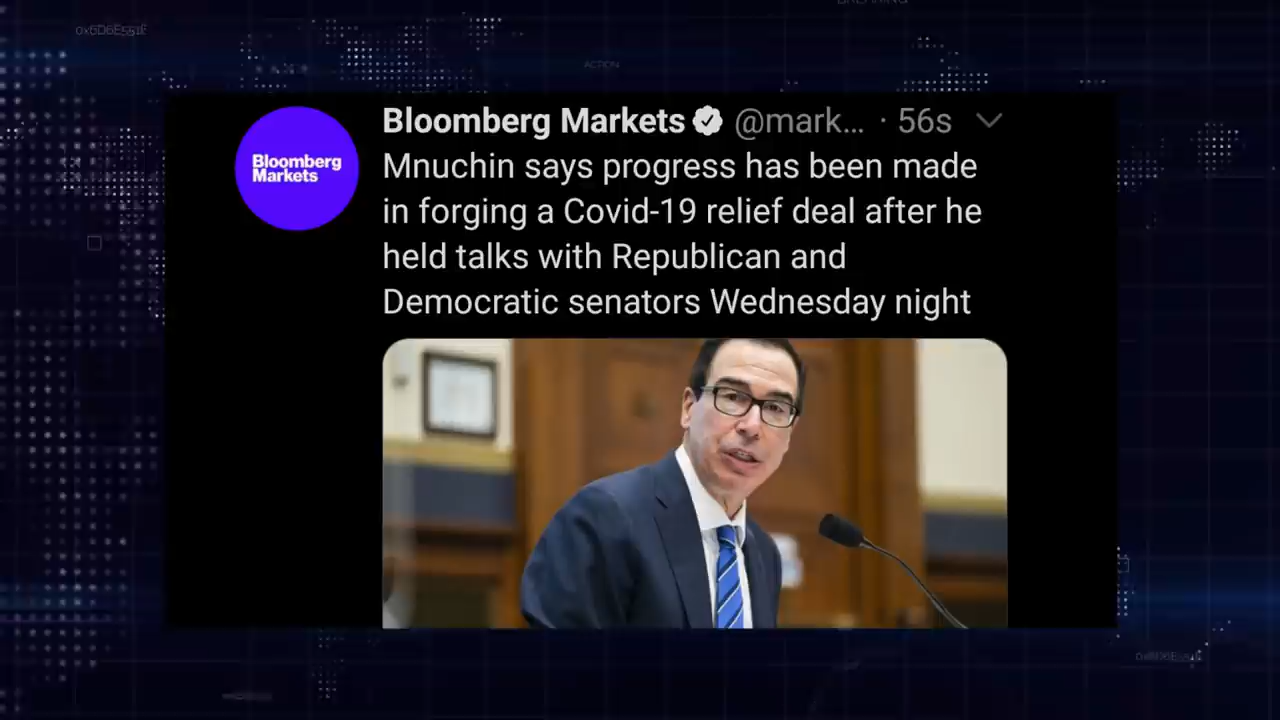 ACTION
Bloomberg Markets @mark... · 56s
Bloomberg
Markets
Mnuchin says progress has been made
in forging a Covid-19 relief deal after he
held talks with Republican and
Democratic senators Wednesday night